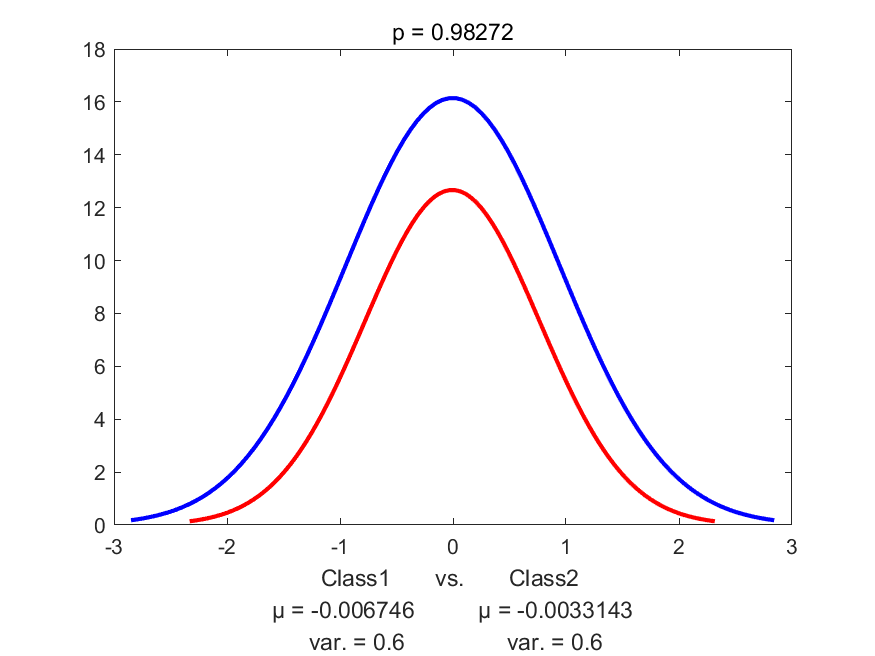 p = 0.98272
18
16
14
12
10
8
6
4
2
0
-3 -2 -1 0 1 2 3
Class1 vs. Class2
μ = -0.006746 μ = -0.0033143
var. = 0.6 var. = 0.6